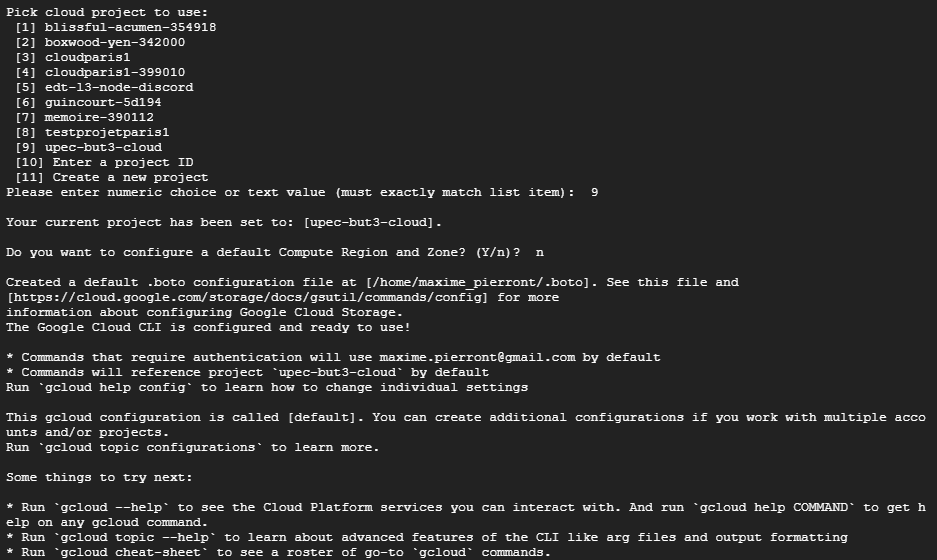 Pick cloud project to use:
[1] blissful-acumen-354918
[2] boxwood-yen-342000
[3] cloudparis1
[4] cloudparis1-399010
[5] edt-l3-node-discord
[6] guincourt-5d194
[7] memoire-390112
[8] testprojetparis1
[9] upec-but3-cloud
[10] Enter a project ID
[11] Create a new project
Please enter numeric choice or text value (must exactly match list item):  9
Your current project has been set to: [upec-but3-cloud].
Do you want to configure a default Compute Region and Zone? (Y/n)?  n
Created a default .boto configuration file at [/home/maxime_pierront/.boto]. See this file and
[https://cloud.google.com/storage/docs/gsutil/commands/config] for more
information about configuring Google Cloud Storage.
The Google Cloud CLI is configured and ready to use!
* Commands that require authentication will use maxime.pierront@gmail.com by default
* Commands will reference project `upec-but3-cloud` by default
Run `gcloud help config` to learn how to change individual settings
This gcloud configuration is called [default]. You can create additional configurations if you work with multiple acco
unts and/or projects.
Run `gcloud topic configurations` to learn more.
Some things to try next:
* Run `gcloud --help` to see the Cloud Platform services you can interact with. And run `gcloud help COMMAND` to get h
elp on any gcloud command.
* Run `gcloud topic --help` to learn about advanced features of the CLI like arg files and output formatting
* Run `gcloud cheat-sheet` to see a roster of go-to `gcloud` commands.